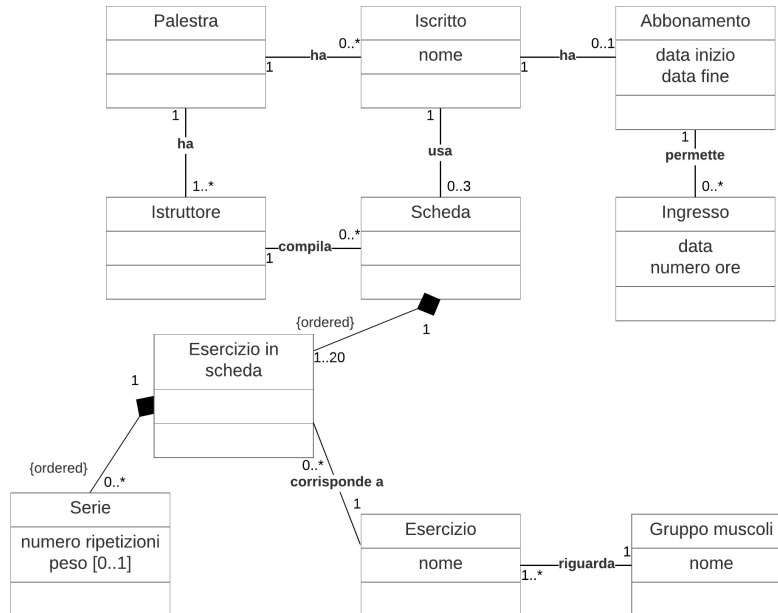 Palestra
Iscritto
nome
Abbonamento
data inizio
data fine
1
ha
0..*
1
ha
0..1
1
ha
1..*
1
usa
0..3
1
permette
0..*
Istruttore
Scheda
Ingresso
data
numero ore
1
compila
0..*
{ordered}
1
1..20
Esercizio in
scheda
1
{ordered}
0..*
0..*
corrisponde a
1
Serie
numero ripetizioni
peso [0..1]
Esercizio
nome
1..*
riguarda
1
Gruppo muscoli
nome